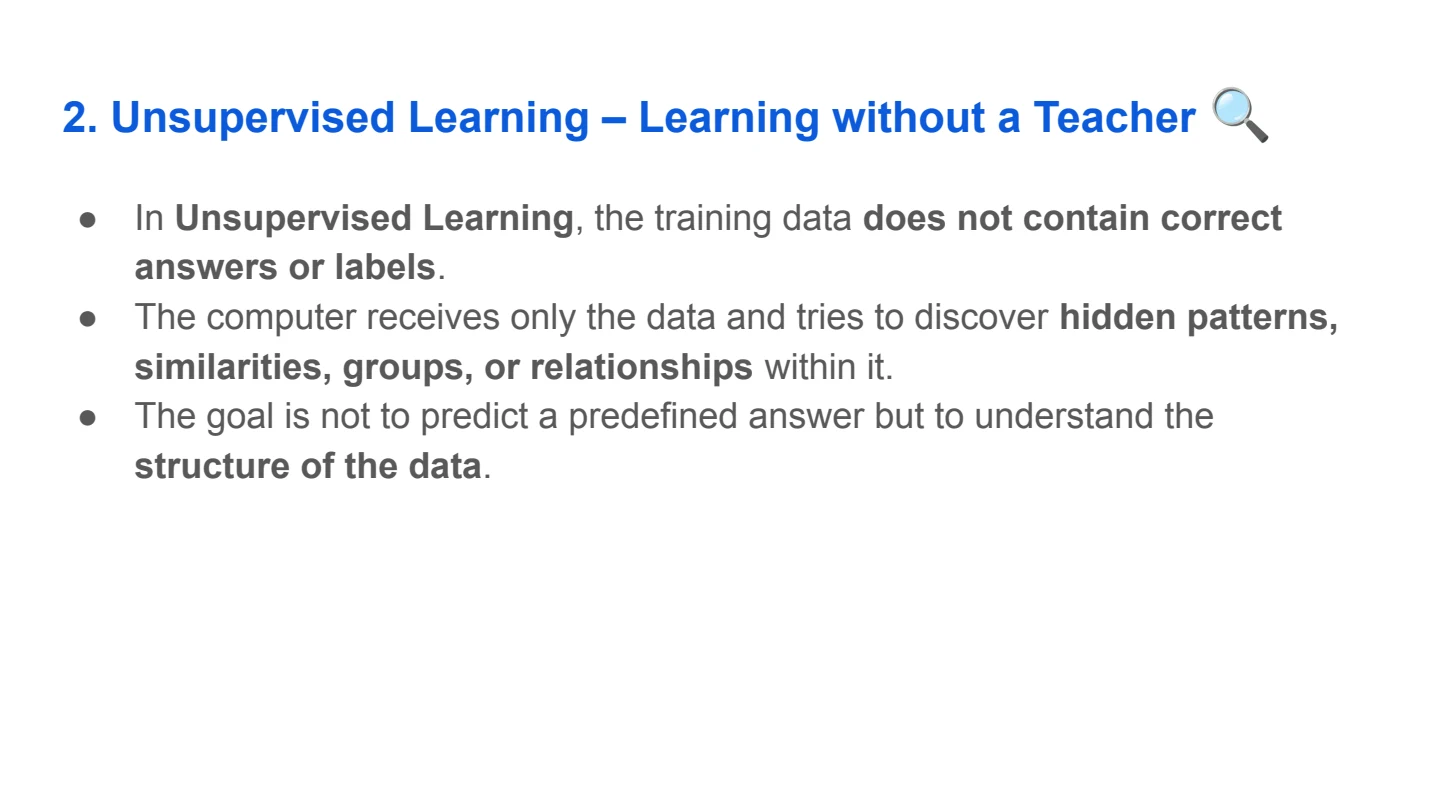 2. Unsupervised Learning – Learning without a Teacher 🔍
● In Unsupervised Learning, the training data does not contain correct
answers or labels.
● The computer receives only the data and tries to discover hidden patterns,
similarities, groups, or relationships within it.
● The goal is not to predict a predefined answer but to understand the
structure of the data.